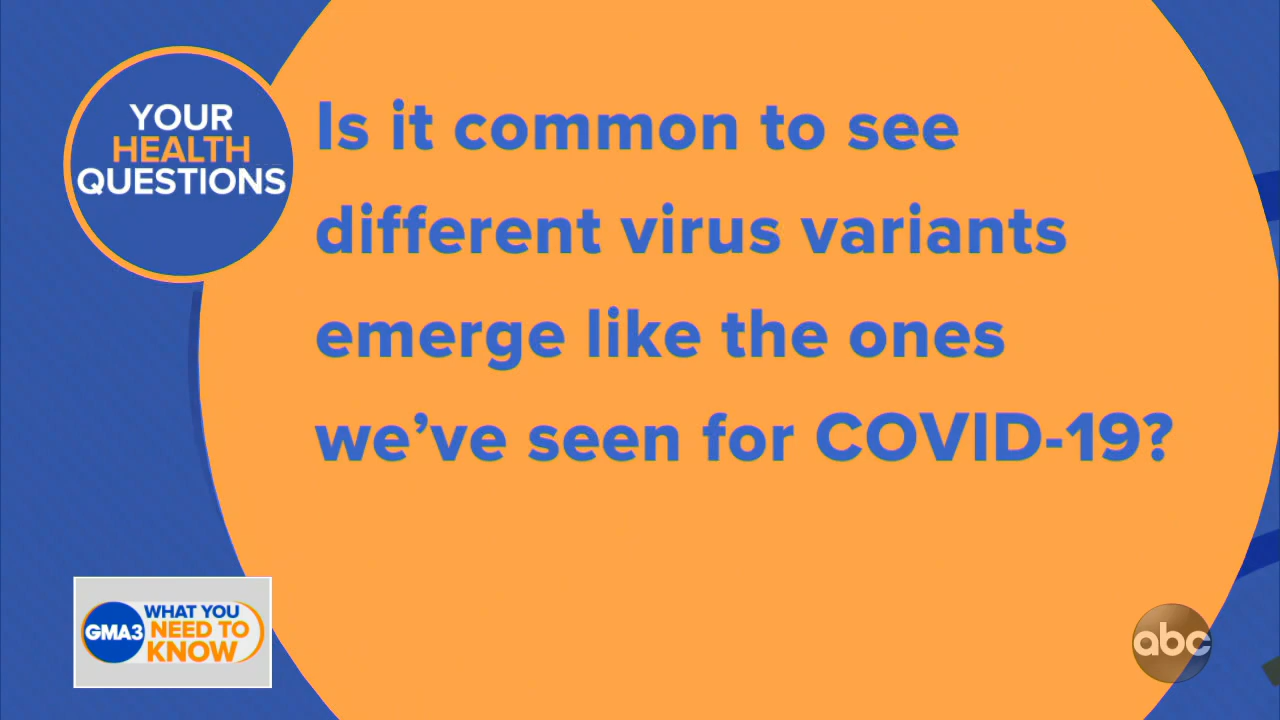 YOUR
HEALTH
QUESTIONS
Is it common to see
different virus variants
emerge like the ones
we've seen for COVID-19?
GMA3
WHAT YOU
NEED TO
KNOW
abc